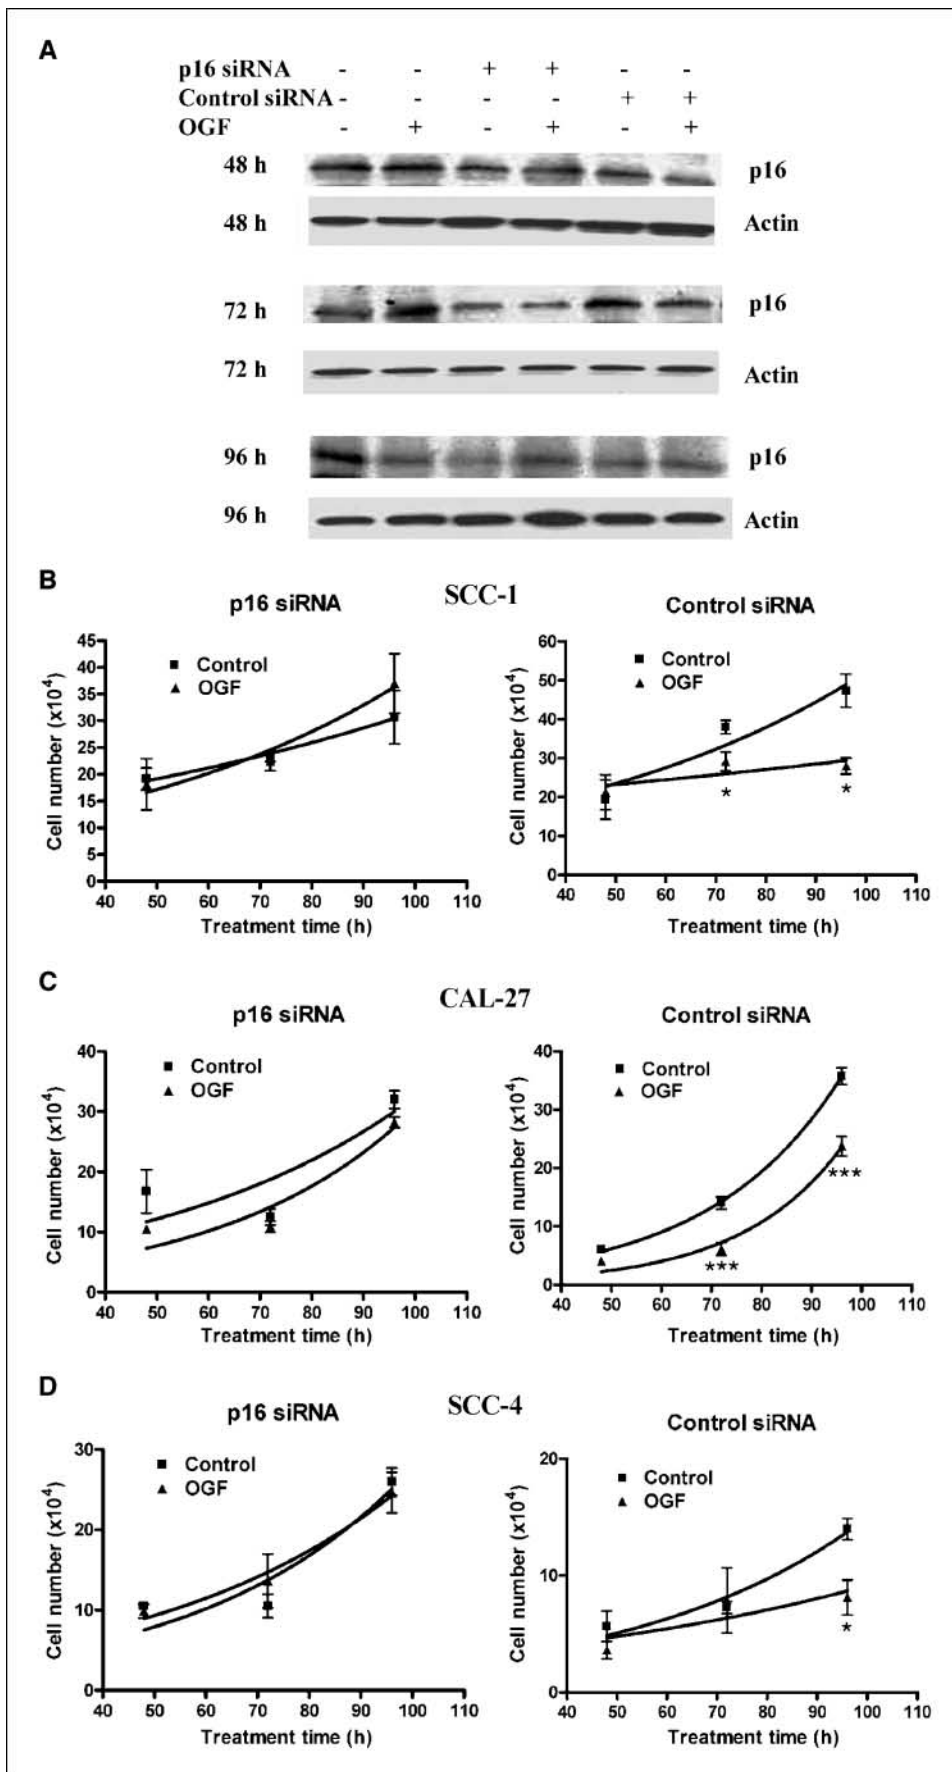 A
p16 siRNA - - + + - -
Control siRNA - - - - + +
OGF - + - + - +
48 h p16
48 h Actin
72 h p16
72 h Actin
96 h p16
96 h Actin
B
SCC-1
p16 siRNA
Control
OGF
Cell number (x10⁴)
45
40
35
30
25
20
15
10
5
0
40 50 60 70 80 90 100 110
Treatment time (h)
Control siRNA
Control
OGF
Cell number (x10⁴)
60
50
40
30
20
10
0
* *
40 50 60 70 80 90 100 110
Treatment time (h)
C
CAL-27
p16 siRNA
Control
OGF
Cell number (x10⁴)
40
30
20
10
0
40 50 60 70 80 90 100 110
Treatment time (h)
Control siRNA
Control
OGF
Cell number (x10⁴)
40
30
20
10
0
*** ***
40 50 60 70 80 90 100 110
Treatment time (h)
D
SCC-4
p16 siRNA
Control
OGF
Cell number (x10⁴)
30
20
10
0
40 50 60 70 80 90 100 110
Treatment time (h)
Control siRNA
Control
OGF
Cell number (x10⁴)
20
10
0
*
40 50 60 70 80 90 100 110
Treatment time (h)